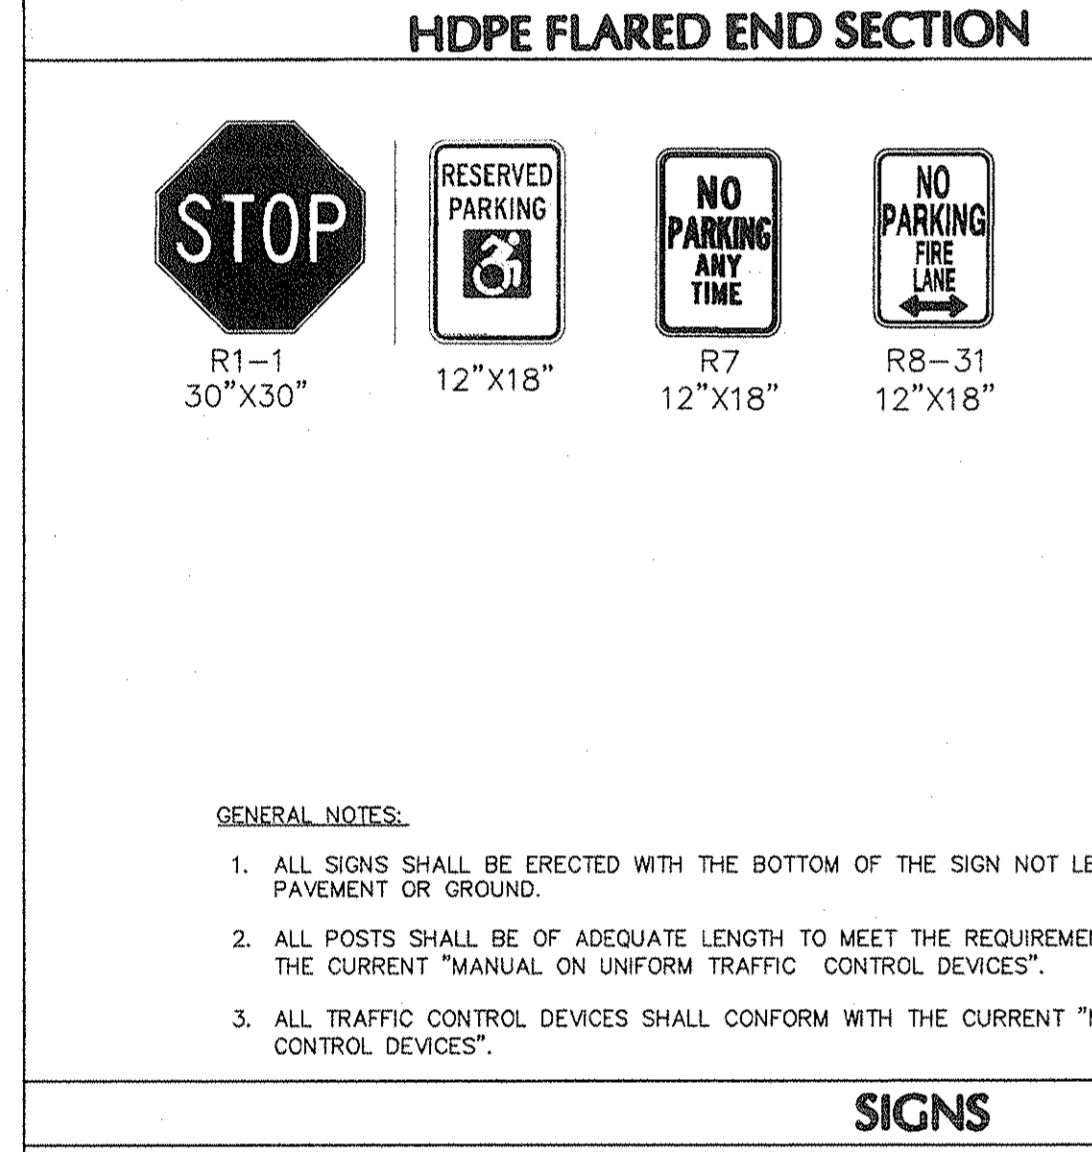 HDPE FLARED END SECTION
STOP
R1-1
30"X30"
RESERVED
PARKING
12"X18"
NO
PARKING
ANY
TIME
R7
12"X18"
NO
PARKING
FIRE
LANE
R8-31
12"X18"
GENERAL NOTES:
1. ALL SIGNS SHALL BE ERECTED WITH THE BOTTOM OF THE SIGN NOT LE
PAVEMENT OR GROUND.
2. ALL POSTS SHALL BE OF ADEQUATE LENGTH TO MEET THE REQUIREME
THE CURRENT "MANUAL ON UNIFORM TRAFFIC CONTROL DEVICES".
3. ALL TRAFFIC CONTROL DEVICES SHALL CONFORM WITH THE CURRENT "
CONTROL DEVICES".
SIGNS